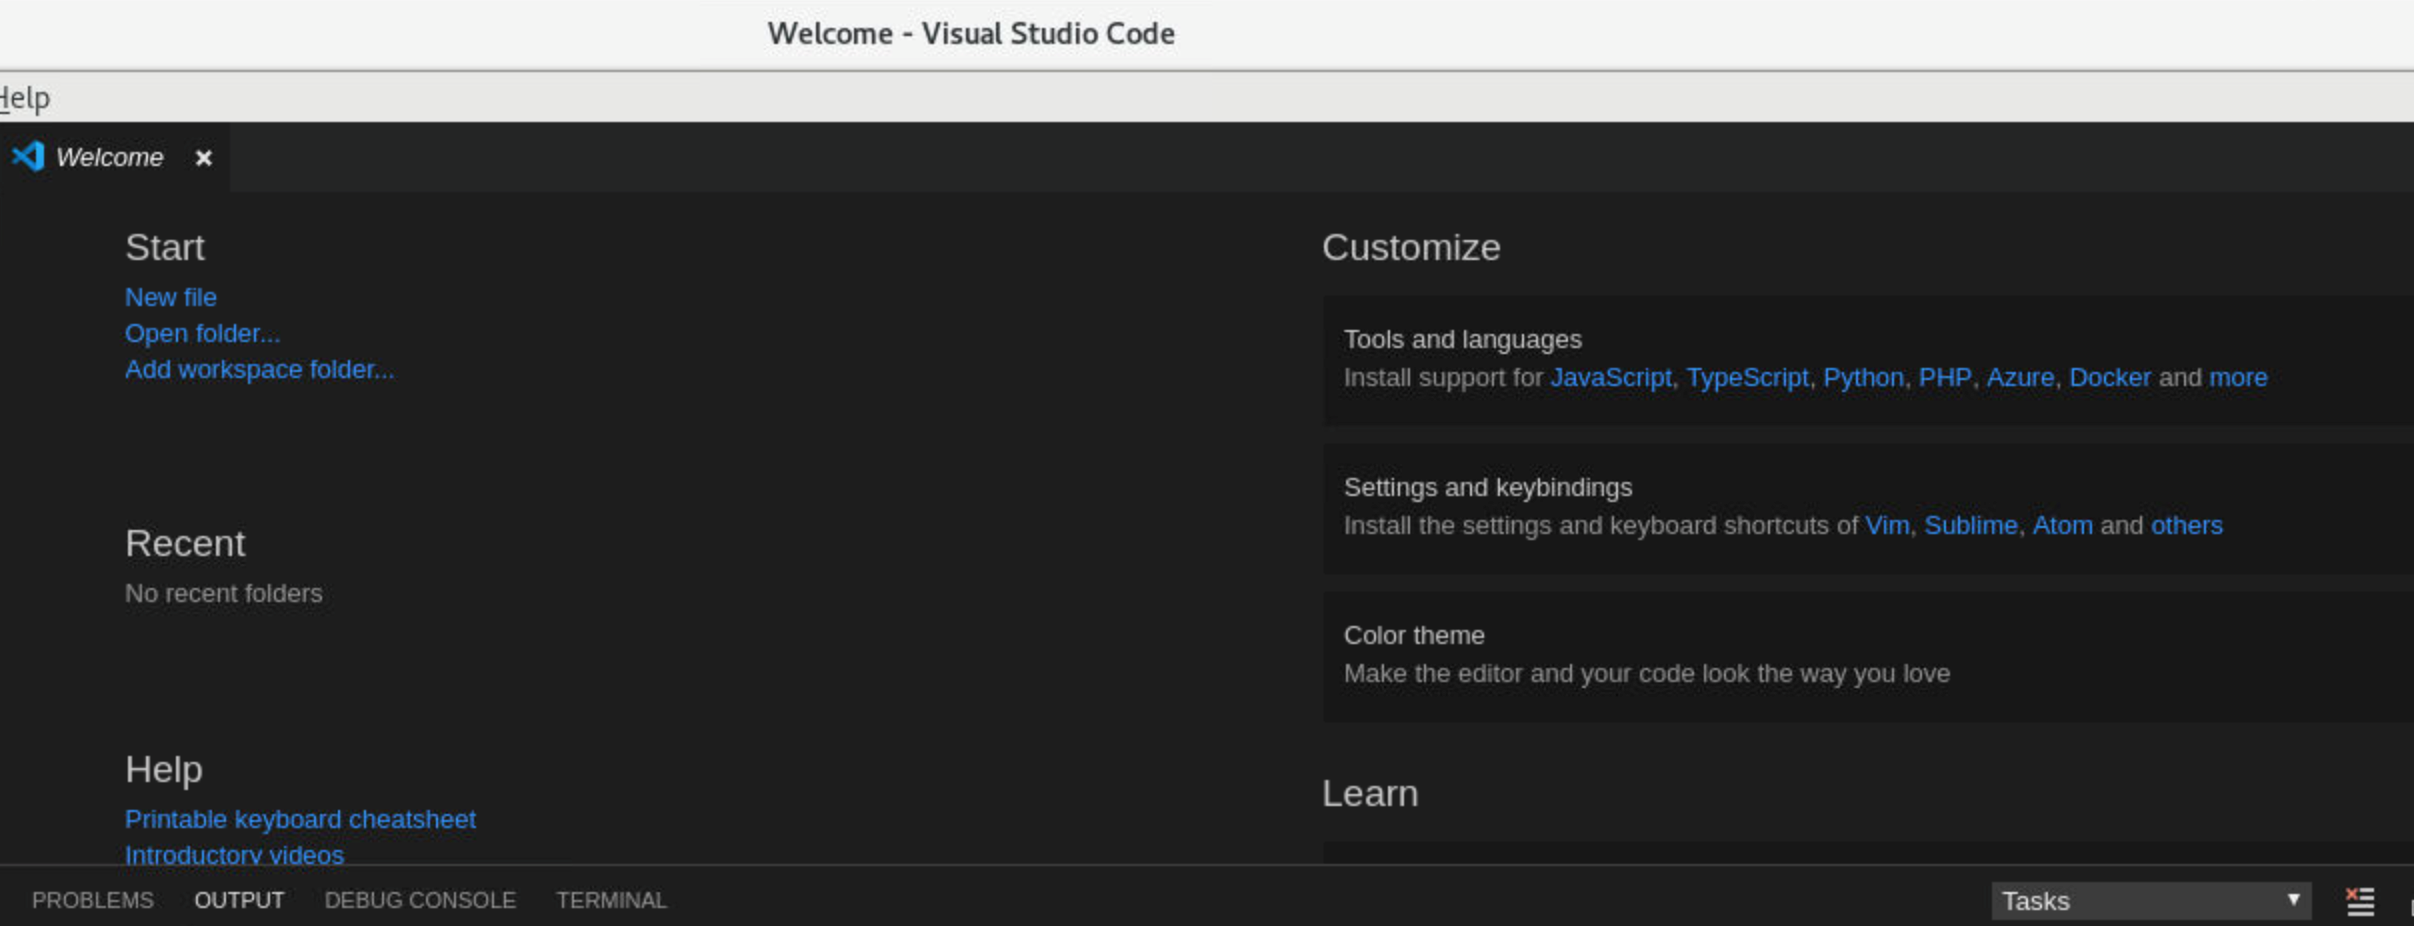 Welcome - Visual Studio Code
Help
Welcome
Start
New file
Open folder...
Add workspace folder...
Recent
No recent folders
Help
Printable keyboard cheatsheet
Introductory videos
Customize
Tools and languages
Install support for JavaScript, TypeScript, Python, PHP, Azure, Docker and more
Settings and keybindings
Install the settings and keyboard shortcuts of Vim, Sublime, Atom and others
Color theme
Make the editor and your code look the way you love
Learn
PROBLEMS OUTPUT DEBUG CONSOLE TERMINAL Tasks